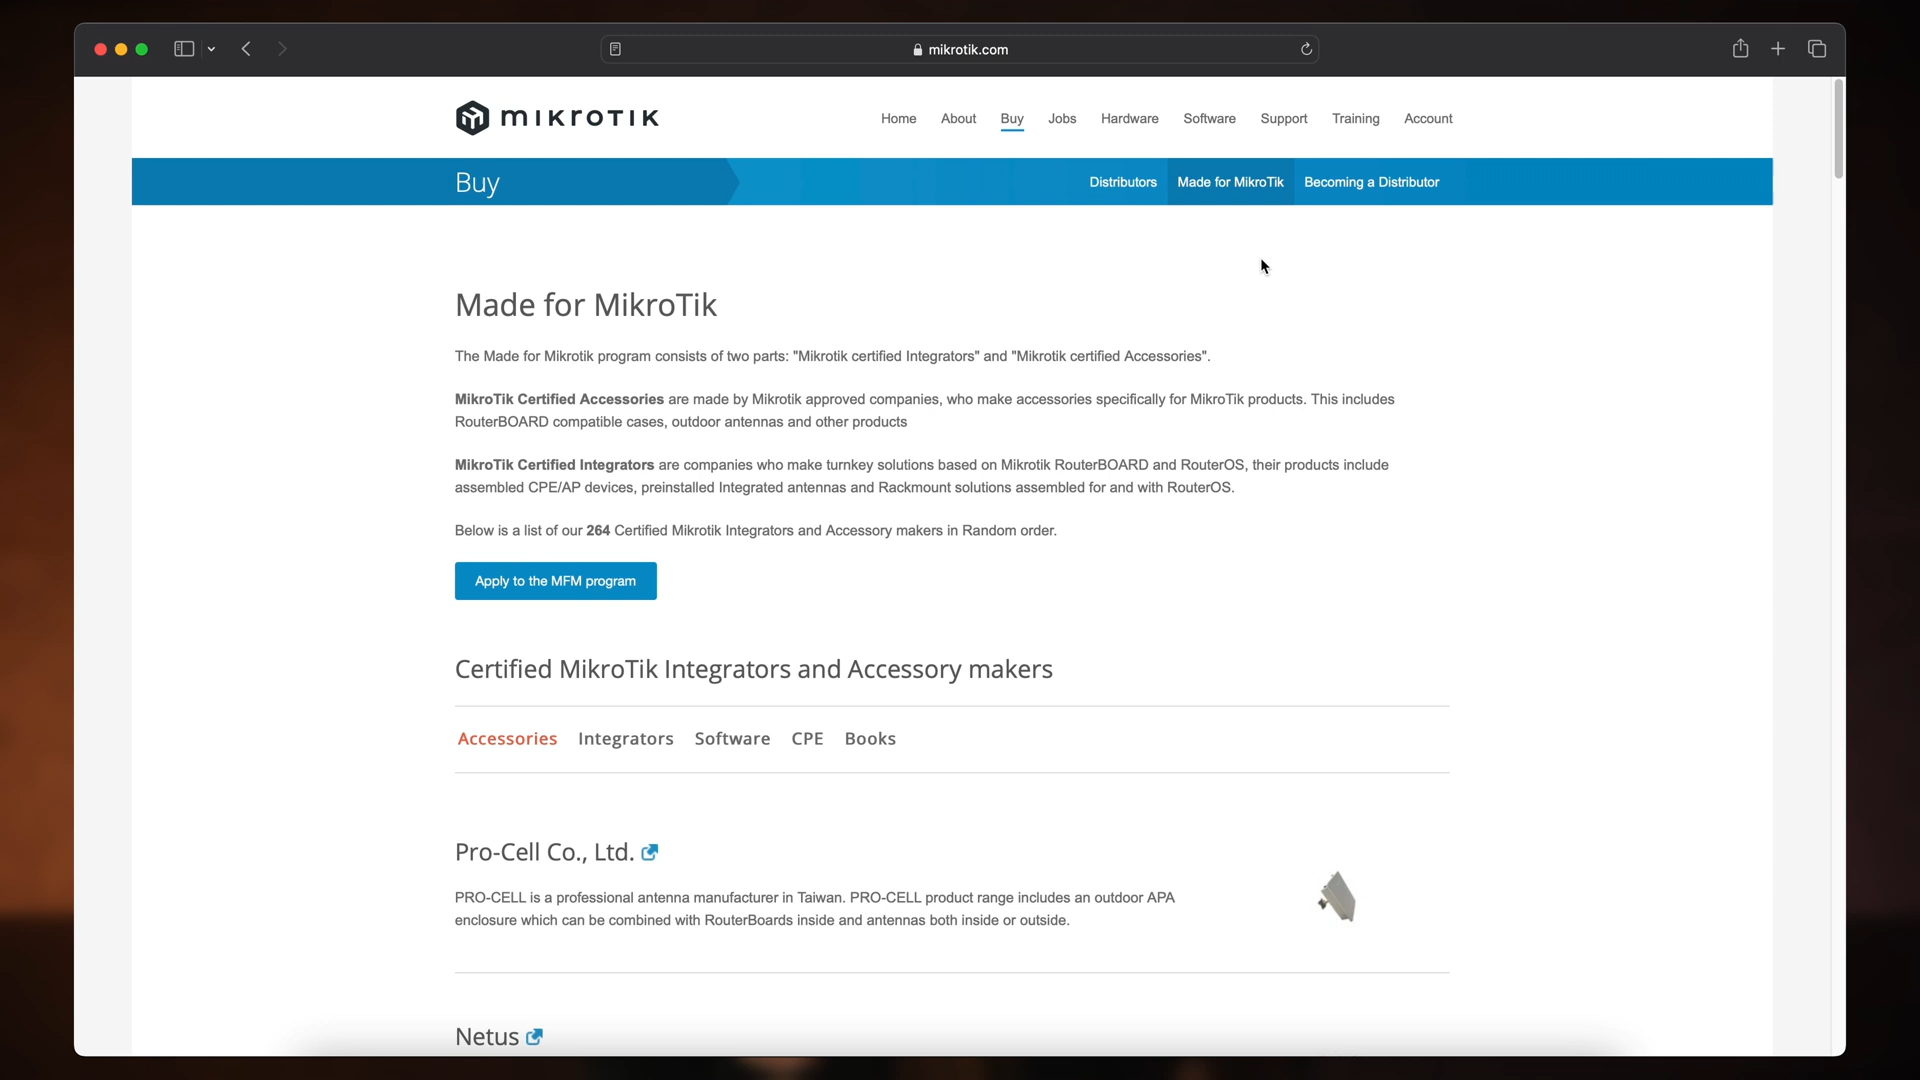 mikrotik.com
mikrotik
Home About Buy Jobs Hardware Software Support Training Account
Buy
Distributors Made for MikroTik Becoming a Distributor
Made for MikroTik
The Made for Mikrotik program consists of two parts: "Mikrotik certified Integrators" and "Mikrotik certified Accessories".
MikroTik Certified Accessories are made by Mikrotik approved companies, who make accessories specifically for MikroTik products. This includes
RouterBOARD compatible cases, outdoor antennas and other products
MikroTik Certified Integrators are companies who make turnkey solutions based on Mikrotik RouterBOARD and RouterOS, their products include
assembled CPE/AP devices, preinstalled Integrated antennas and Rackmount solutions assembled for and with RouterOS.
Below is a list of our 264 Certified Mikrotik Integrators and Accessory makers in Random order.
Apply to the MFM program
Certified MikroTik Integrators and Accessory makers
Accessories Integrators Software CPE Books
Pro-Cell Co., Ltd.
PRO-CELL is a professional antenna manufacturer in Taiwan. PRO-CELL product range includes an outdoor APA
enclosure which can be combined with RouterBoards inside and antennas both inside or outside.
Netus